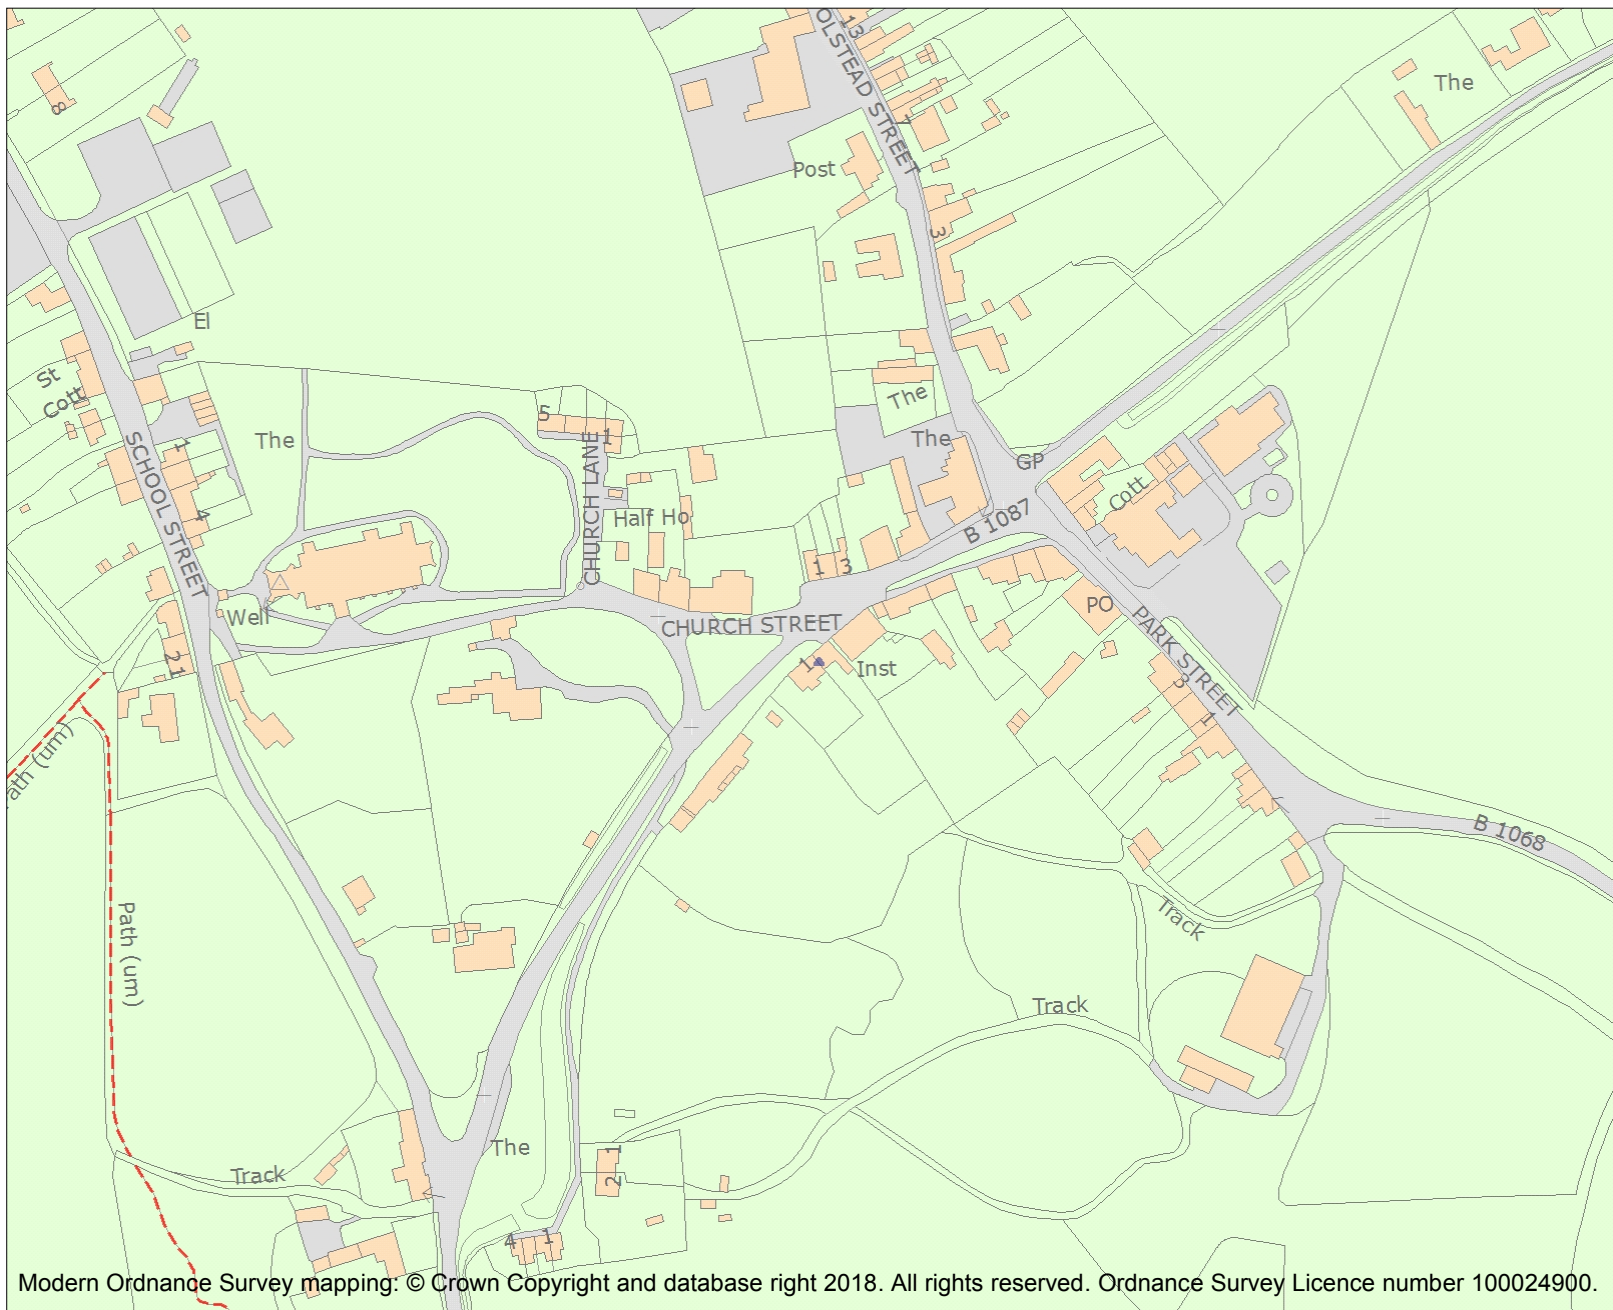 13
OLSTEAD STREET
The
8
7
Post
3
El
St
Cott
The
The
5
1
The
GP
Cott
SCHOOL STREET
1
4
CHURCH LANE
Half Ho
B 1087
1
3
Well
CHURCH STREET
PO
PARK STREET
21
1
Inst
3
1
ath (um)
B 1068
Path (um)
Track
Track
The
Track
1
2
4
1
Modern Ordnance Survey mapping: © Crown Copyright and database right 2018. All rights reserved. Ordnance Survey Licence number 100024900.